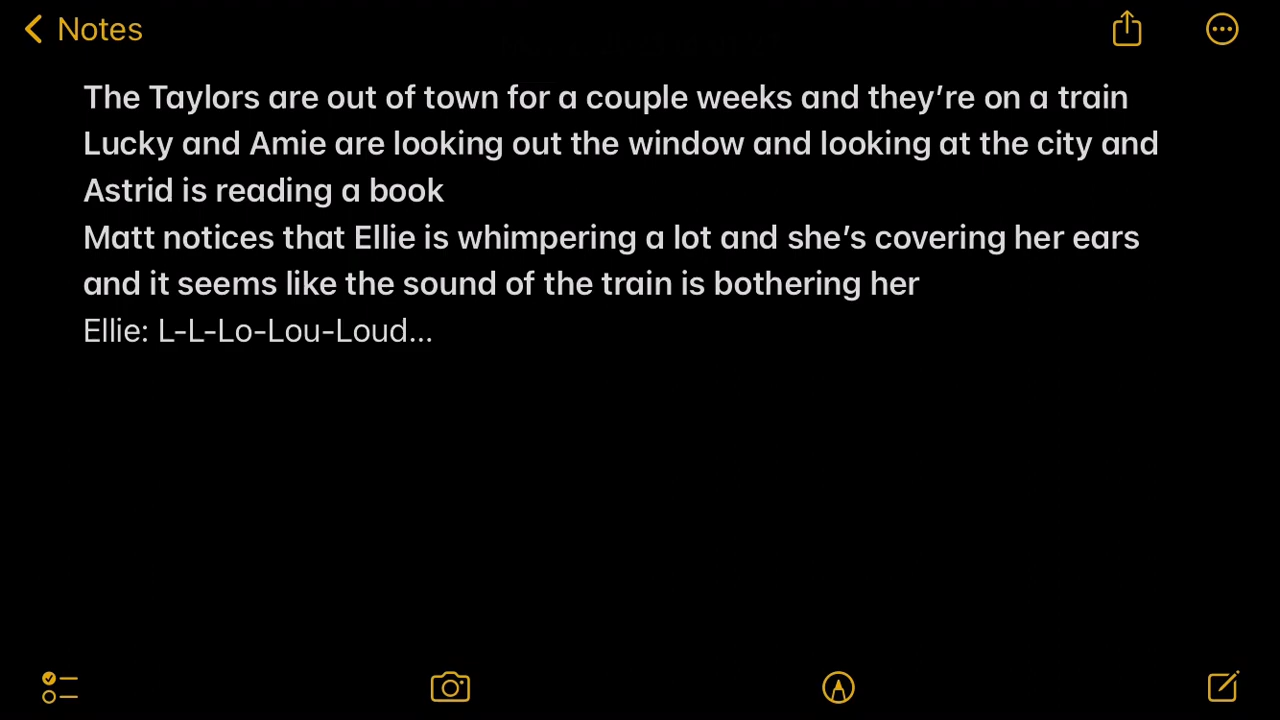 Notes
The Taylors are out of town for a couple weeks and they’re on a train
Lucky and Amie are looking out the window and looking at the city and
Astrid is reading a book
Matt notices that Ellie is whimpering a lot and she’s covering her ears
and it seems like the sound of the train is bothering her
Ellie: L-L-Lo-Lou-Loud...